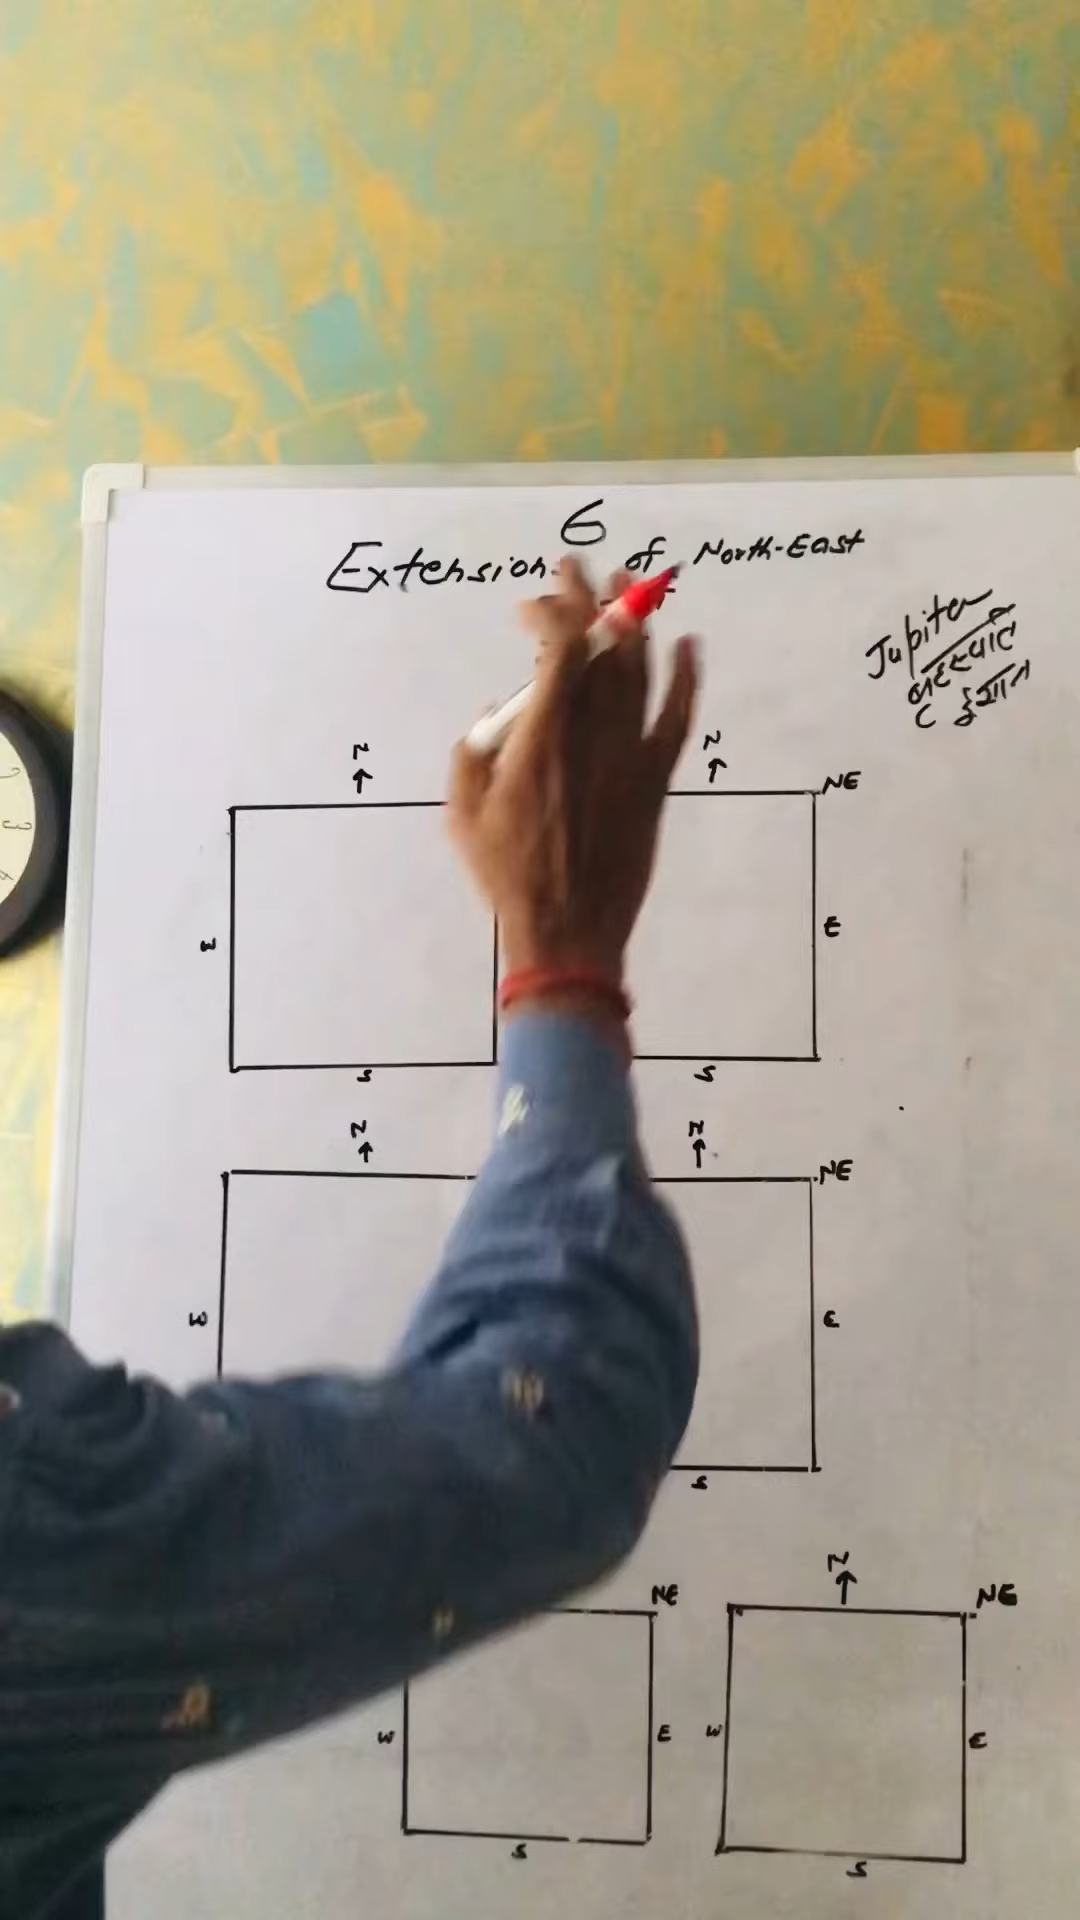 6
Extension of North-East
Jupiter
N N
NE
W E
S S
N N
NE
W E
S
N
NE NE
W E W E
S S